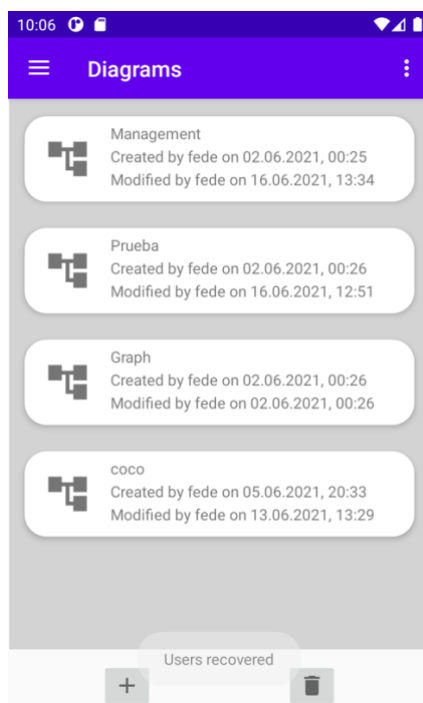 10:06
Diagrams
Management
Created by fede on 02.06.2021, 00:25
Modified by fede on 16.06.2021, 13:34
Prueba
Created by fede on 02.06.2021, 00:26
Modified by fede on 16.06.2021, 12:51
Graph
Created by fede on 02.06.2021, 00:26
Modified by fede on 02.06.2021, 00:26
coco
Created by fede on 05.06.2021, 20:33
Modified by fede on 13.06.2021, 13:29
Users recovered